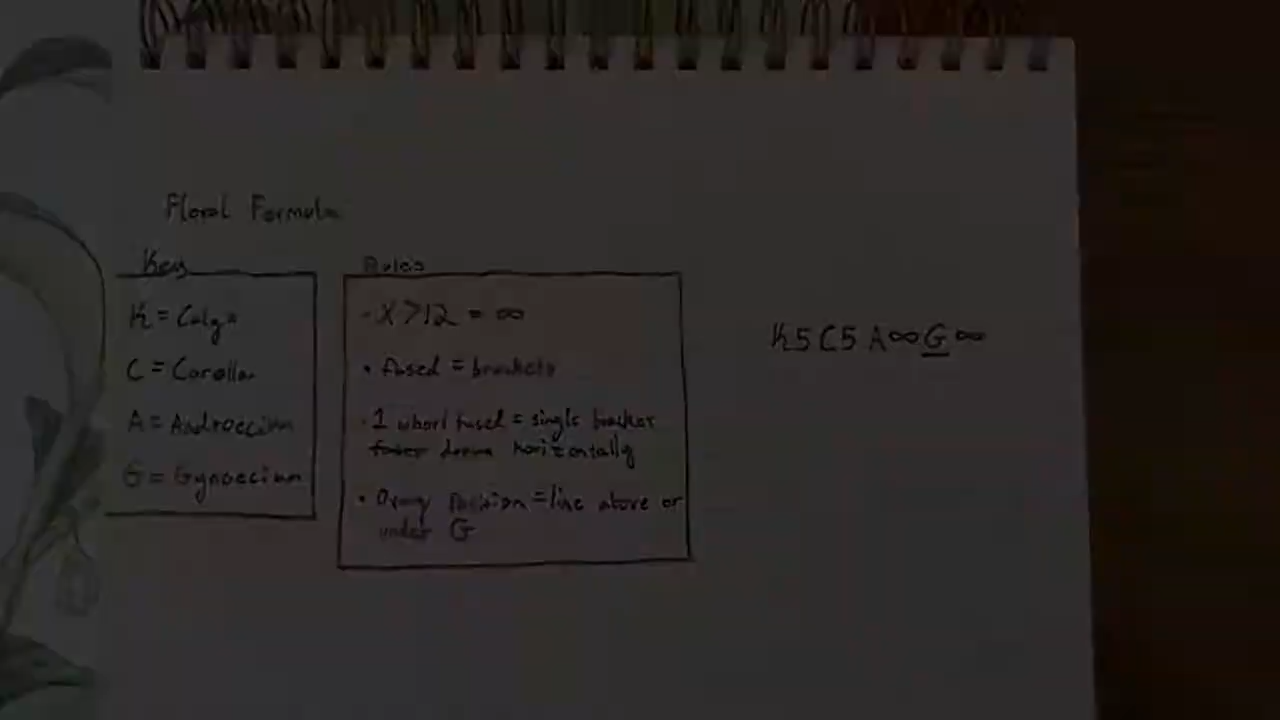 Floral Formula
Key
K = Calyx
C = Corolla
A = Androecium
G = Gynoecium
Rules
- X > 12 = ∞
• fused = brackets
• 1 whorl fused = single bracket
horizontally
• Ovary Position = line above or
under G
K5 C5 A∞ G ∞